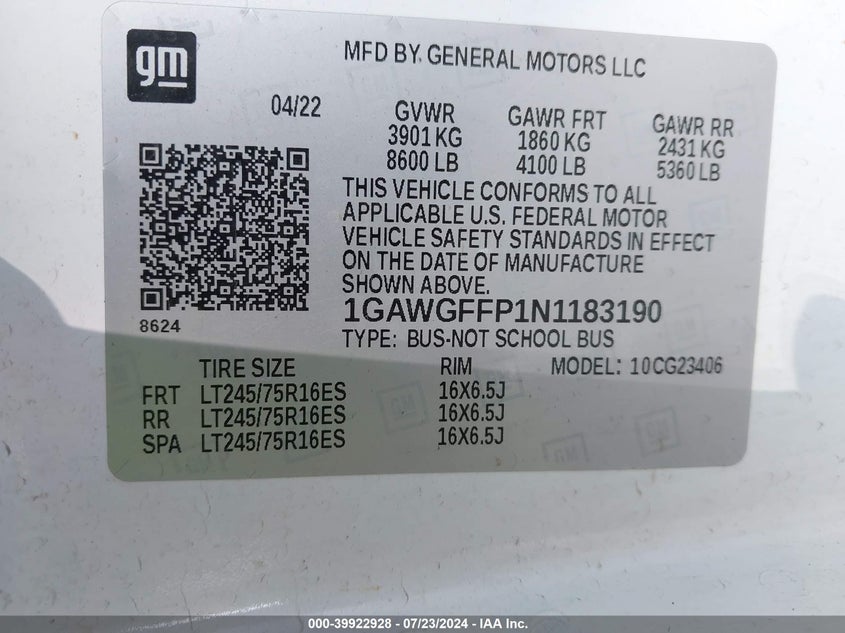 gm
MFD BY GENERAL MOTORS LLC
04/22
GVWR
3901 KG
8600 LB
GAWR FRT
1860 KG
4100 LB
GAWR RR
2431 KG
5360 LB
THIS VEHICLE CONFORMS TO ALL
APPLICABLE U.S. FEDERAL MOTOR
VEHICLE SAFETY STANDARDS IN EFFECT
ON THE DATE OF MANUFACTURE
SHOWN ABOVE.
8624
1GAWGFFP1N1183190
TYPE: BUS-NOT SCHOOL BUS
TIRE SIZE RIM MODEL: 10CG23406
FRT LT245/75R16ES 16X6.5J
RR LT245/75R16ES 16X6.5J
SPA LT245/75R16ES 16X6.5J
000-39922928 - 07/23/2024 - IAA Inc.